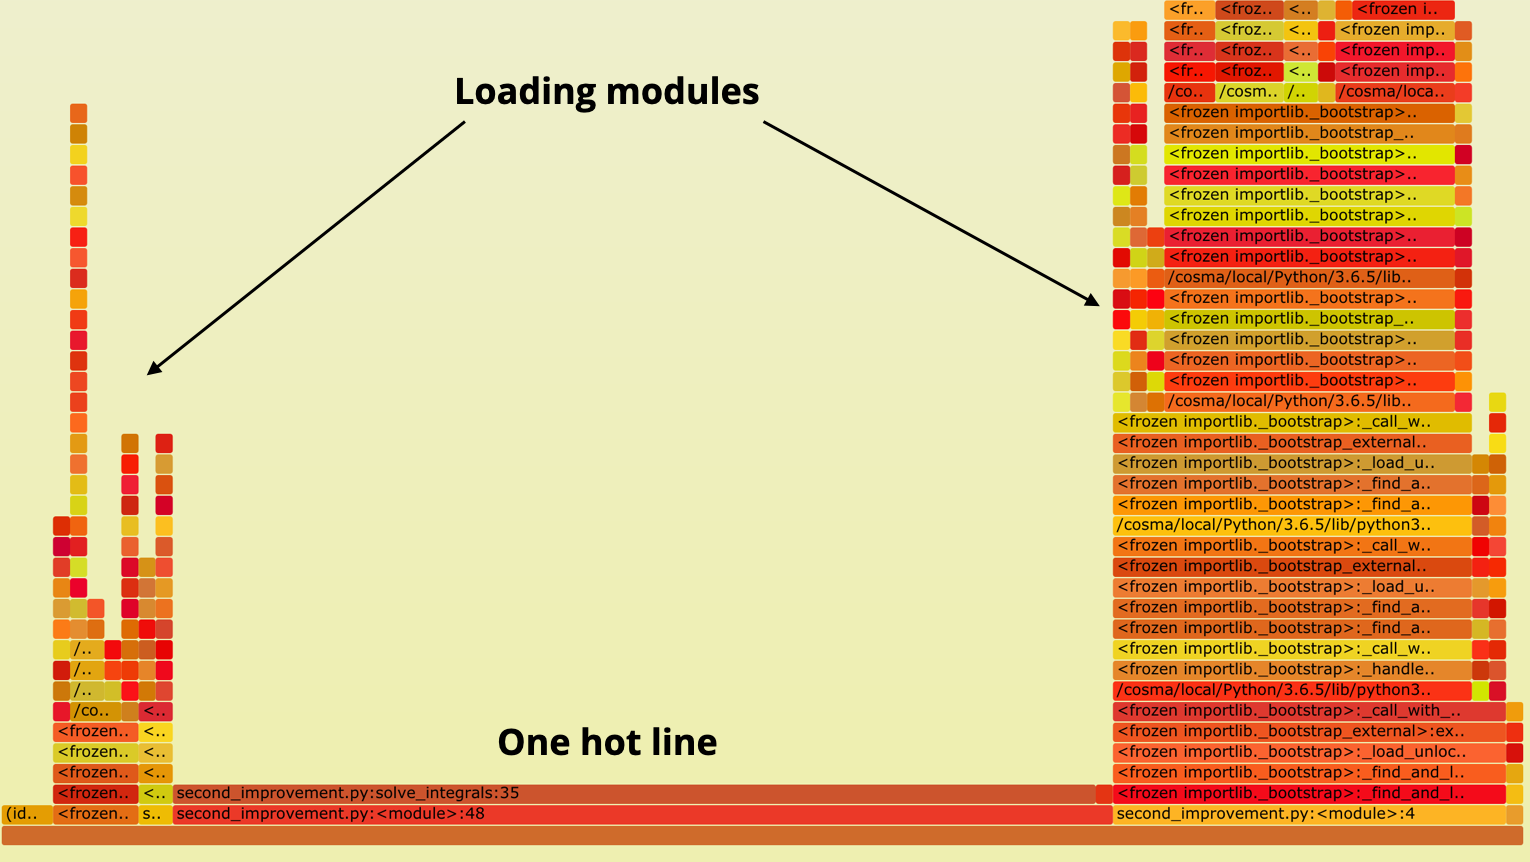 <fr.. <froz.. <.. <frozen i..
<fr.. <froz.. <.. <frozen imp..
<fr.. <froz.. <.. <frozen imp..
<fr.. <froz.. <.. <frozen imp..
Loading modules
/co.. /cosm.. /.. /cosma/loca..
<frozen importlib._bootstrap>..
<frozen importlib._bootstrap_..
<frozen importlib._bootstrap>..
<frozen importlib._bootstrap>..
<frozen importlib._bootstrap>..
<frozen importlib._bootstrap>..
<frozen importlib._bootstrap>..
<frozen importlib._bootstrap>..
/cosma/local/Python/3.6.5/lib..
<frozen importlib._bootstrap>..
<frozen importlib._bootstrap_..
<frozen importlib._bootstrap>..
<frozen importlib._bootstrap>..
<frozen importlib._bootstrap>..
/cosma/local/Python/3.6.5/lib..
<frozen importlib._bootstrap>:_call_w..
<frozen importlib._bootstrap_external..
<frozen importlib._bootstrap>:_load_u..
<frozen importlib._bootstrap>:_find_a..
<frozen importlib._bootstrap>:_find_a..
/cosma/local/Python/3.6.5/lib/python3..
<frozen importlib._bootstrap>:_call_w..
<frozen importlib._bootstrap_external..
<frozen importlib._bootstrap>:_load_u..
<frozen importlib._bootstrap>:_find_a..
<frozen importlib._bootstrap>:_find_a..
/.. <frozen importlib._bootstrap>:_call_w..
/.. <frozen importlib._bootstrap>:_handle..
/.. /cosma/local/Python/3.6.5/lib/python3..
/co.. <.. <frozen importlib._bootstrap>:_call_with_..
<frozen.. <.. <frozen importlib._bootstrap_external>:ex..
One hot line
<frozen.. <.. <frozen importlib._bootstrap>:_load_unloc..
<frozen.. <.. <frozen importlib._bootstrap>:_find_and_l..
<frozen.. <.. second_improvement.py:solve_integrals:35 <frozen importlib._bootstrap>:_find_and_l..
(id.. <frozen.. s.. second_improvement.py:<module>:48 second_improvement.py:<module>:4